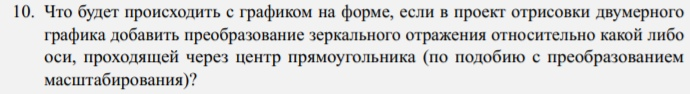 10. Что будет происходить с графиком на форме, если в проект отрисовки двумерного
графика добавить преобразование зеркального отражения относительно какой либо
оси, проходящей через центр прямоугольника (по подобию с преобразованием
масштабирования)?